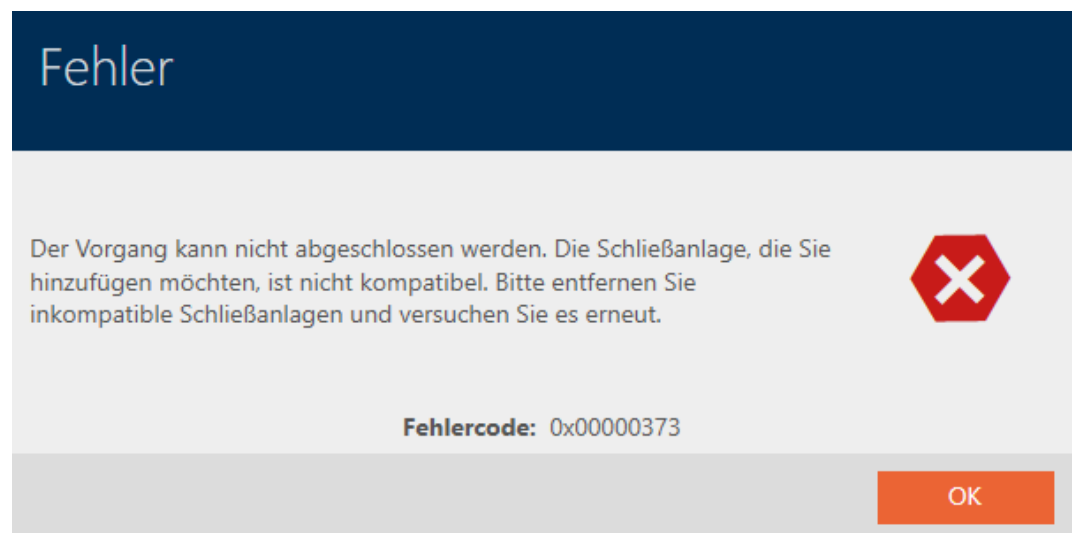 Fehler
Der Vorgang kann nicht abgeschlossen werden. Die Schließanlage, die Sie
hinzufügen möchten, ist nicht kompatibel. Bitte entfernen Sie
inkompatible Schließanlagen und versuchen Sie es erneut.
Fehlercode: 0x00000373
OK